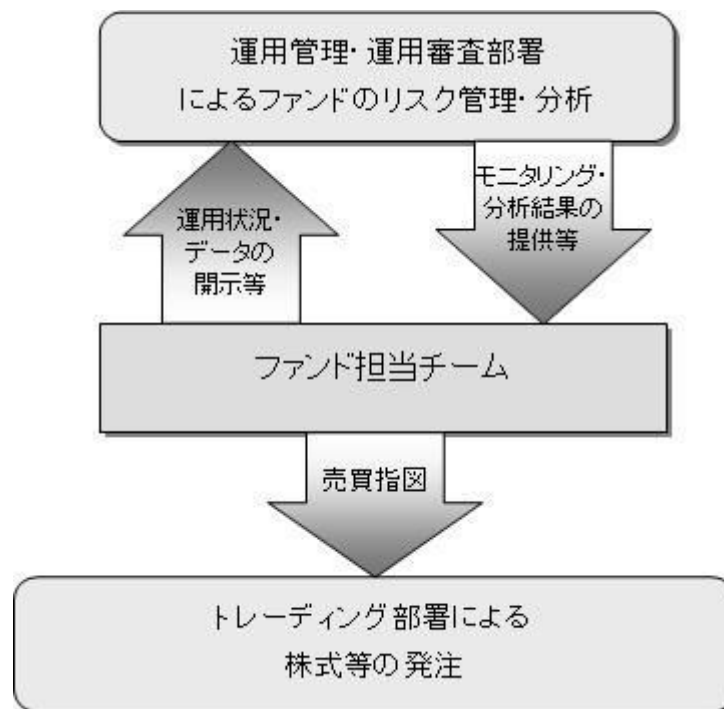 運用管理・運用審査部署
によるファンドのリスク管理・分析
運用状況・
データの
開示等
モニタリング・
分析結果の
提供等
ファンド担当チーム
売買指図
トレーディング部署による
株式等の発注